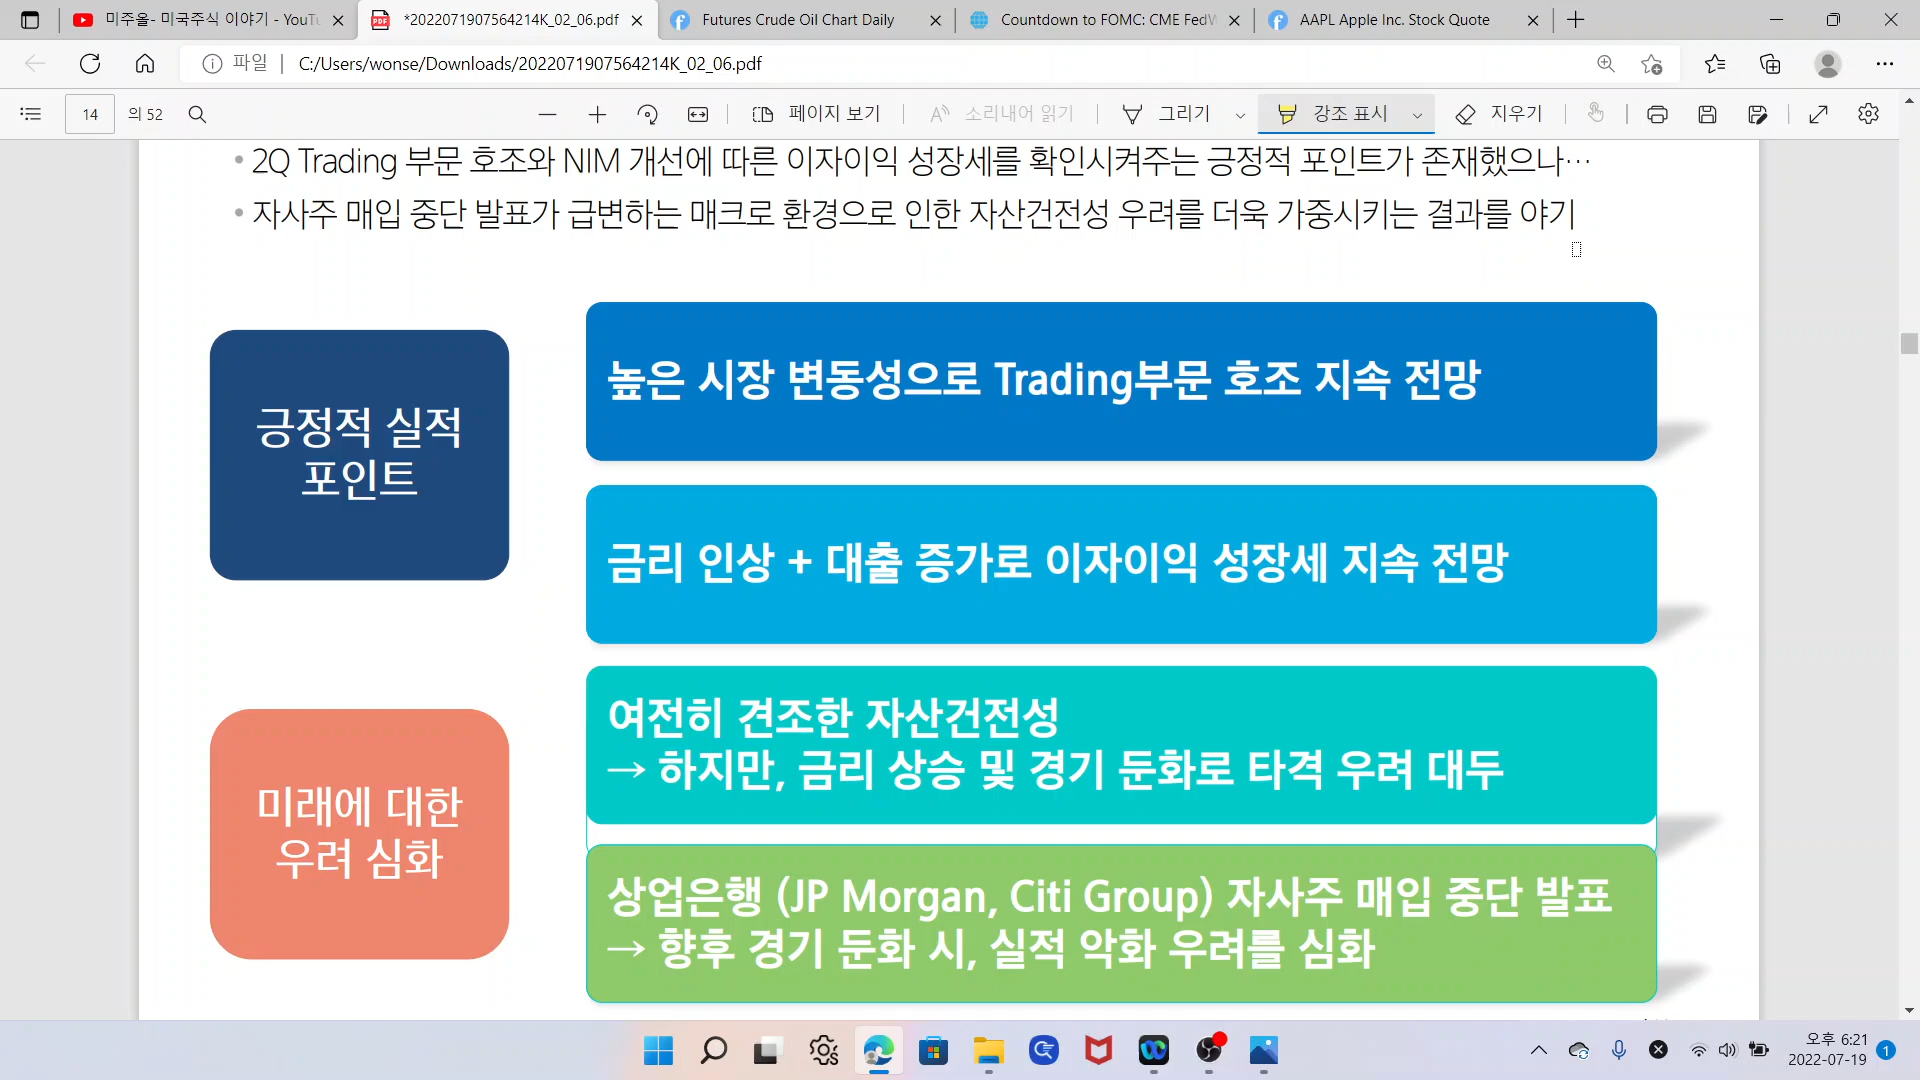 미주올- 미국주식 이야기 - YouTu
*2022071907564214K_02_06.pdf
Futures Crude Oil Chart Daily
Countdown to FOMC: CME FedW
AAPL Apple Inc. Stock Quote
파일
C:/Users/wonse/Downloads/2022071907564214K_02_06.pdf
14 의 52
페이지 보기
소리내어 읽기
그리기
강조 표시
지우기
• 2Q Trading 부문 호조와 NIM 개선에 따른 이자이익 성장세를 확인시켜주는 긍정적 포인트가 존재했으나…
• 자사주 매입 중단 발표가 급변하는 매크로 환경으로 인한 자산건전성 우려를 더욱 가중시키는 결과를 야기
긍정적 실적
포인트
높은 시장 변동성으로 Trading부문 호조 지속 전망
금리 인상 + 대출 증가로 이자이익 성장세 지속 전망
미래에 대한
우려 심화
여전히 견조한 자산건전성
→ 하지만, 금리 상승 및 경기 둔화로 타격 우려 대두
상업은행 (JP Morgan, Citi Group) 자사주 매입 중단 발표
→ 향후 경기 둔화 시, 실적 악화 우려를 심화
오후 6:21
2022-07-19
1